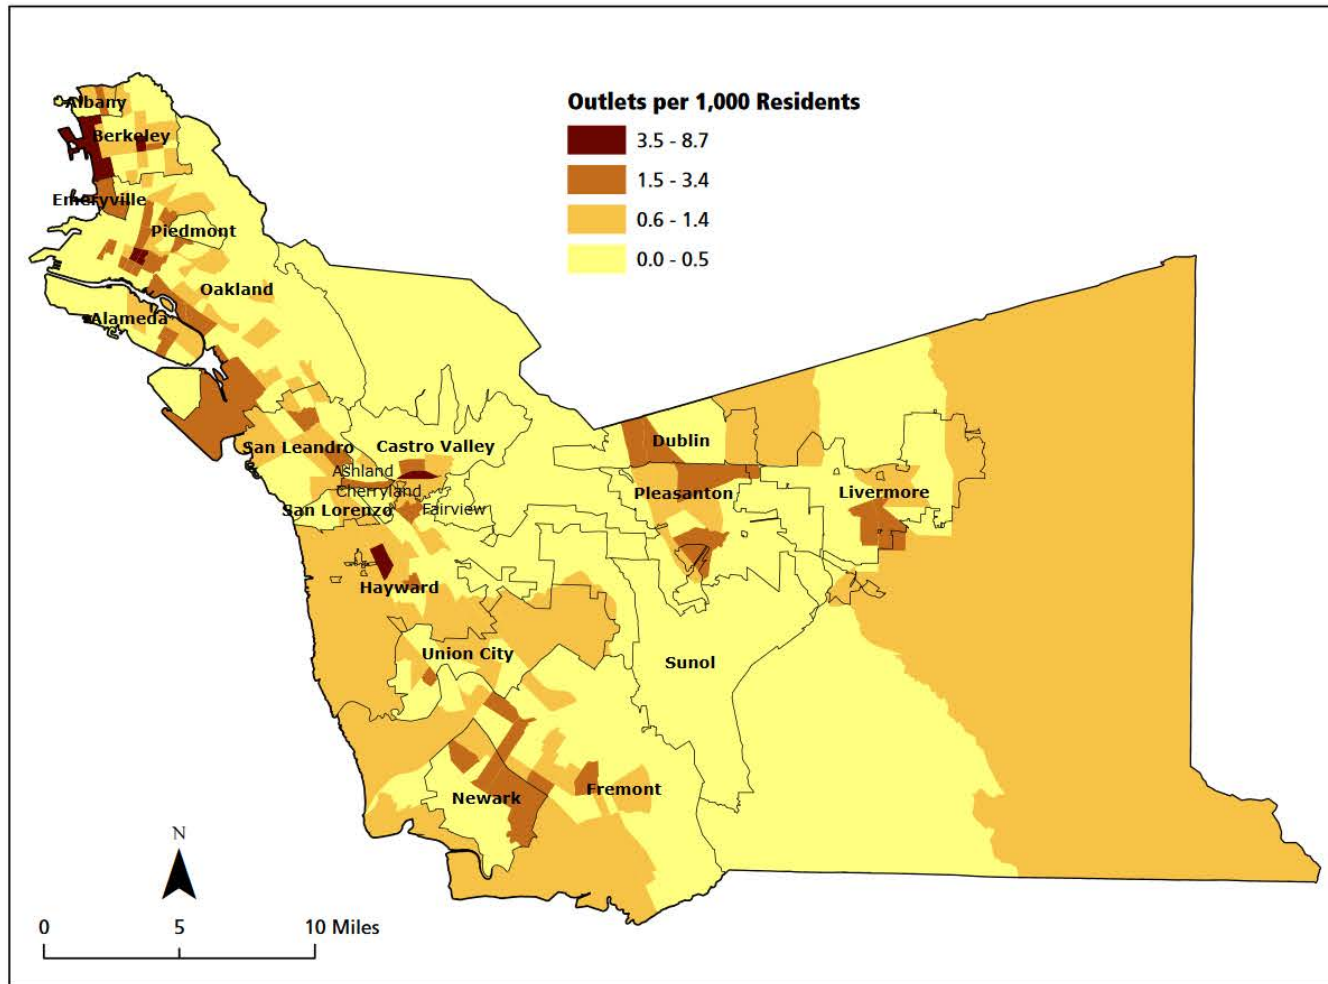 Outlets per 1,000 Residents
3.5 - 8.7
1.5 - 3.4
0.6 - 1.4
0.0 - 0.5
Albany
Berkeley
Emeryville
Piedmont
Oakland
Alameda
San Leandro
Castro Valley
Ashland
Cherryland
San Lorenzo
Fairview
Hayward
Dublin
Pleasanton
Livermore
Union City
Sunol
Newark
Fremont
N
0 5 10 Miles